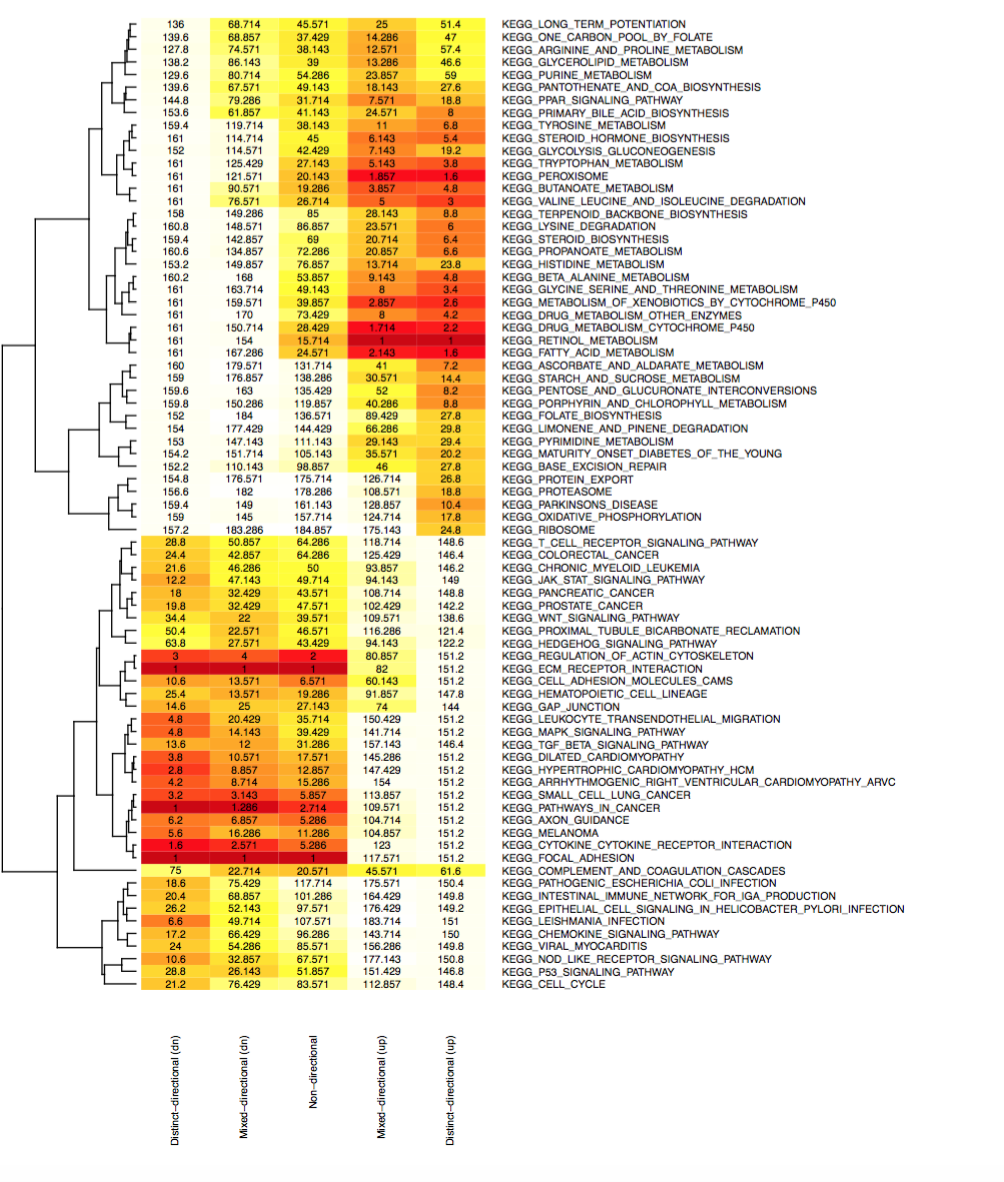 136 68.714 45.571 25 51.4 KEGG_LONG_TERM_POTENTIATION
139.6 68.857 37.429 14.286 47 KEGG_ONE_CARBON_POOL_BY_FOLATE
127.8 74.571 38.143 12.571 57.4 KEGG_ARGININE_AND_PROLINE_METABOLISM
138.2 86.143 39 13.286 46.6 KEGG_GLYCEROLIPID_METABOLISM
129.6 80.714 54.286 23.857 59 KEGG_PURINE_METABOLISM
139.6 67.571 49.143 18.143 27.6 KEGG_PANTOTHENATE_AND_COA_BIOSYNTHESIS
144.8 79.286 31.714 7.571 18.8 KEGG_PPAR_SIGNALING_PATHWAY
153.6 61.857 41.143 24.571 8 KEGG_PRIMARY_BILE_ACID_BIOSYNTHESIS
159.4 119.714 38.143 11 6.8 KEGG_TYROSINE_METABOLISM
161 114.714 45 6.143 5.4 KEGG_STEROID_HORMONE_BIOSYNTHESIS
152 114.571 42.429 7.143 19.2 KEGG_GLYCOLYSIS_GLUCONEOGENESIS
161 125.429 27.143 5.143 3.8 KEGG_TRYPTOPHAN_METABOLISM
161 121.571 20.143 1.857 1.6 KEGG_PEROXISOME
161 90.571 19.286 3.857 4.8 KEGG_BUTANOATE_METABOLISM
161 76.571 26.714 5 3 KEGG_VALINE_LEUCINE_AND_ISOLEUCINE_DEGRADATION
158 149.286 85 28.143 8.8 KEGG_TERPENOID_BACKBONE_BIOSYNTHESIS
160.8 148.571 86.857 23.571 6 KEGG_LYSINE_DEGRADATION
159.4 142.857 69 20.714 6.4 KEGG_STEROID_BIOSYNTHESIS
160.6 134.857 72.286 20.857 6.6 KEGG_PROPANOATE_METABOLISM
153.2 149.857 76.857 13.714 23.8 KEGG_HISTIDINE_METABOLISM
160.2 168 53.857 9.143 4.8 KEGG_BETA_ALANINE_METABOLISM
161 163.714 49.143 8 3.4 KEGG_GLYCINE_SERINE_AND_THREONINE_METABOLISM
161 159.571 39.857 2.857 2.6 KEGG_METABOLISM_OF_XENOBIOTICS_BY_CYTOCHROME_P450
161 170 73.429 8 4.2 KEGG_DRUG_METABOLISM_OTHER_ENZYMES
161 150.714 28.429 1.714 2.2 KEGG_DRUG_METABOLISM_CYTOCHROME_P450
161 154 15.714 1 1 KEGG_RETINOL_METABOLISM
161 167.286 24.571 2.143 1.6 KEGG_FATTY_ACID_METABOLISM
160 179.571 131.714 41 7.2 KEGG_ASCORBATE_AND_ALDARATE_METABOLISM
159 176.857 138.286 30.571 14.4 KEGG_STARCH_AND_SUCROSE_METABOLISM
159.6 163 135.429 52 8.2 KEGG_PENTOSE_AND_GLUCURONATE_INTERCONVERSIONS
159.8 150.286 119.857 40.286 8.8 KEGG_PORPHYRIN_AND_CHLOROPHYLL_METABOLISM
152 184 136.571 89.429 27.8 KEGG_FOLATE_BIOSYNTHESIS
154 177.429 144.429 66.286 29.8 KEGG_LIMONENE_AND_PINENE_DEGRADATION
153 147.143 111.143 29.143 29.4 KEGG_PYRIMIDINE_METABOLISM
154.2 151.714 105.143 35.571 20.2 KEGG_MATURITY_ONSET_DIABETES_OF_THE_YOUNG
152.2 110.143 98.857 46 27.8 KEGG_BASE_EXCISION_REPAIR
154.8 176.571 175.714 126.714 26.8 KEGG_PROTEIN_EXPORT
156.6 182 178.286 108.571 18.8 KEGG_PROTEASOME
159.4 149 161.143 128.857 10.4 KEGG_PARKINSONS_DISEASE
159 145 157.714 124.714 17.8 KEGG_OXIDATIVE_PHOSPHORYLATION
157.2 183.286 184.857 175.143 24.8 KEGG_RIBOSOME
28.8 50.857 64.286 118.714 148.6 KEGG_T_CELL_RECEPTOR_SIGNALING_PATHWAY
24.4 42.857 64.286 125.429 146.4 KEGG_COLORECTAL_CANCER
21.6 46.286 50 93.857 146.2 KEGG_CHRONIC_MYELOID_LEUKEMIA
12.2 47.143 49.714 94.143 149 KEGG_JAK_STAT_SIGNALING_PATHWAY
18 32.429 43.571 108.714 148.8 KEGG_PANCREATIC_CANCER
19.8 32.429 47.571 102.429 142.2 KEGG_PROSTATE_CANCER
34.4 22 39.571 109.571 138.6 KEGG_WNT_SIGNALING_PATHWAY
50.4 22.571 46.571 116.286 121.4 KEGG_PROXIMAL_TUBULE_BICARBONATE_RECLAMATION
63.8 27.571 43.429 94.143 122.2 KEGG_HEDGEHOG_SIGNALING_PATHWAY
3 4 2 80.857 151.2 KEGG_REGULATION_OF_ACTIN_CYTOSKELETON
1 1 1 82 151.2 KEGG_ECM_RECEPTOR_INTERACTION
10.6 13.571 6.571 60.143 151.2 KEGG_CELL_ADHESION_MOLECULES_CAMS
25.4 13.571 19.286 91.857 147.8 KEGG_HEMATOPOIETIC_CELL_LINEAGE
14.6 25 27.143 74 144 KEGG_GAP_JUNCTION
4.8 20.429 35.714 150.429 151.2 KEGG_LEUKOCYTE_TRANSENDOTHELIAL_MIGRATION
4.8 14.143 39.429 141.714 151.2 KEGG_MAPK_SIGNALING_PATHWAY
13.6 12 31.286 157.143 146.4 KEGG_TGF_BETA_SIGNALING_PATHWAY
3.8 10.571 17.571 145.286 151.2 KEGG_DILATED_CARDIOMYOPATHY
2.8 8.857 12.857 147.429 151.2 KEGG_HYPERTROPHIC_CARDIOMYOPATHY_HCM
4.2 8.714 15.286 154 151.2 KEGG_ARRHYTHMOGENIC_RIGHT_VENTRICULAR_CARDIOMYOPATHY_ARVC
3.2 3.143 5.857 113.857 151.2 KEGG_SMALL_CELL_LUNG_CANCER
1 1.286 2.714 109.571 151.2 KEGG_PATHWAYS_IN_CANCER
6.2 6.857 5.286 104.714 151.2 KEGG_AXON_GUIDANCE
5.6 16.286 11.286 104.857 151.2 KEGG_MELANOMA
1.6 2.571 5.286 123 151.2 KEGG_CYTOKINE_CYTOKINE_RECEPTOR_INTERACTION
1 1 1 117.571 151.2 KEGG_FOCAL_ADHESION
75 22.714 20.571 45.571 61.6 KEGG_COMPLEMENT_AND_COAGULATION_CASCADES
18.6 75.429 117.714 175.571 150.4 KEGG_PATHOGENIC_ESCHERICHIA_COLI_INFECTION
20.4 68.857 101.286 164.429 149.8 KEGG_INTESTINAL_IMMUNE_NETWORK_FOR_IGA_PRODUCTION
26.2 52.143 97.571 176.429 149.2 KEGG_EPITHELIAL_CELL_SIGNALING_IN_HELICOBACTER_PYLORI_INFECTION
6.6 49.714 107.571 183.714 151 KEGG_LEISHMANIA_INFECTION
17.2 66.429 96.286 143.714 150 KEGG_CHEMOKINE_SIGNALING_PATHWAY
24 54.286 85.571 156.286 149.8 KEGG_VIRAL_MYOCARDITIS
10.6 32.857 67.571 177.143 150.8 KEGG_NOD_LIKE_RECEPTOR_SIGNALING_PATHWAY
28.8 26.143 51.857 151.429 146.8 KEGG_P53_SIGNALING_PATHWAY
21.2 76.429 83.571 112.857 148.4 KEGG_CELL_CYCLE
Distinct-directional (dn)
Mixed-directional (dn)
Non-directional
Mixed-directional (up)
Distinct-directional (up)